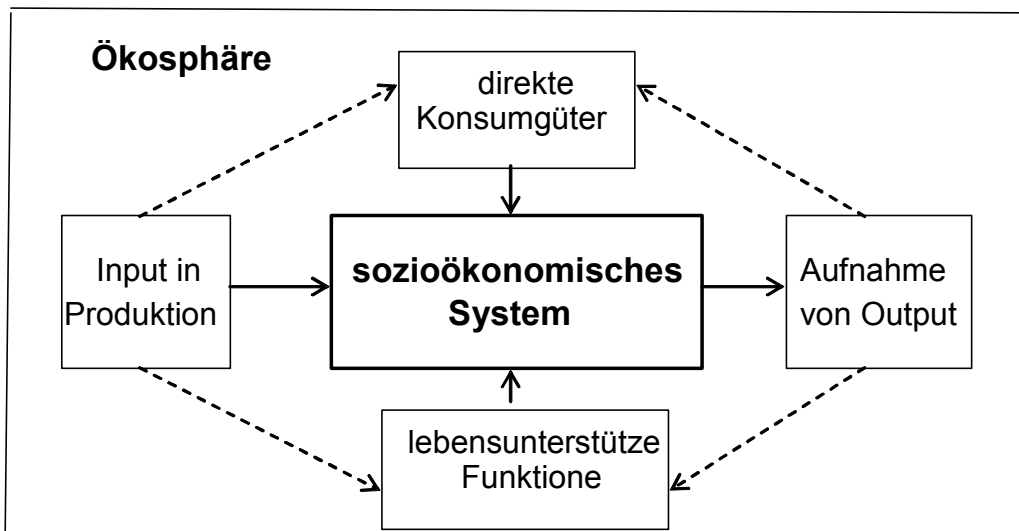 Ökosphäre
direkte
Konsumgüter
Input in
Produktion
sozioökonomisches
System
Aufnahme
von Output
lebensunterstütze
Funktione